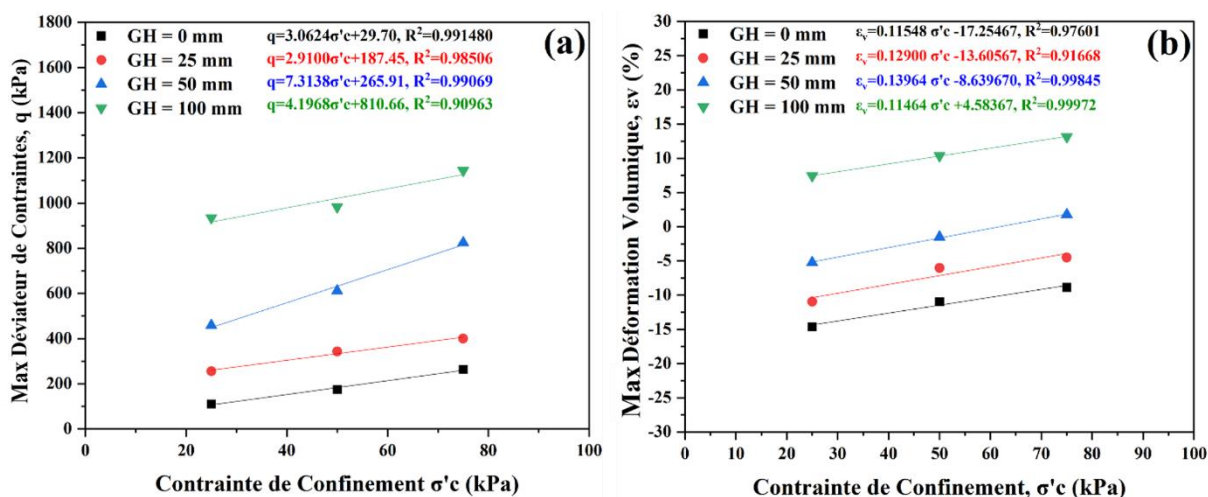 (a)
GH = 0 mm q=3.0624σ'c+29.70, R²=0.991480
GH = 25 mm q=2.9100σ'c+187.45, R²=0.98506
GH = 50 mm q=7.3138σ'c+265.91, R²=0.99069
GH = 100 mm q=4.1968σ'c+810.66, R²=0.90963
Max Déviateur de Contraintes, q (kPa)
1800
1600
1400
1200
1000
800
600
400
200
0
0 20 40 60 80 100
Contrainte de Confinement σ'c (kPa)
(b)
GH = 0 mm εv=0.11548 σ'c -17.25467, R²=0.97601
GH = 25 mm εv=0.12900 σ'c -13.60567, R²=0.91668
GH = 50 mm εv=0.13964 σ'c -8.639670, R²=0.99845
GH = 100 mm εv=0.11464 σ'c +4.58367, R²=0.99972
Max Déformation Volumique, εv (%)
30
25
20
15
10
5
0
-5
-10
-15
-20
-25
-30
0 10 20 30 40 50 60 70 80 90 100
Contrainte de Confinement, σ'c (kPa)